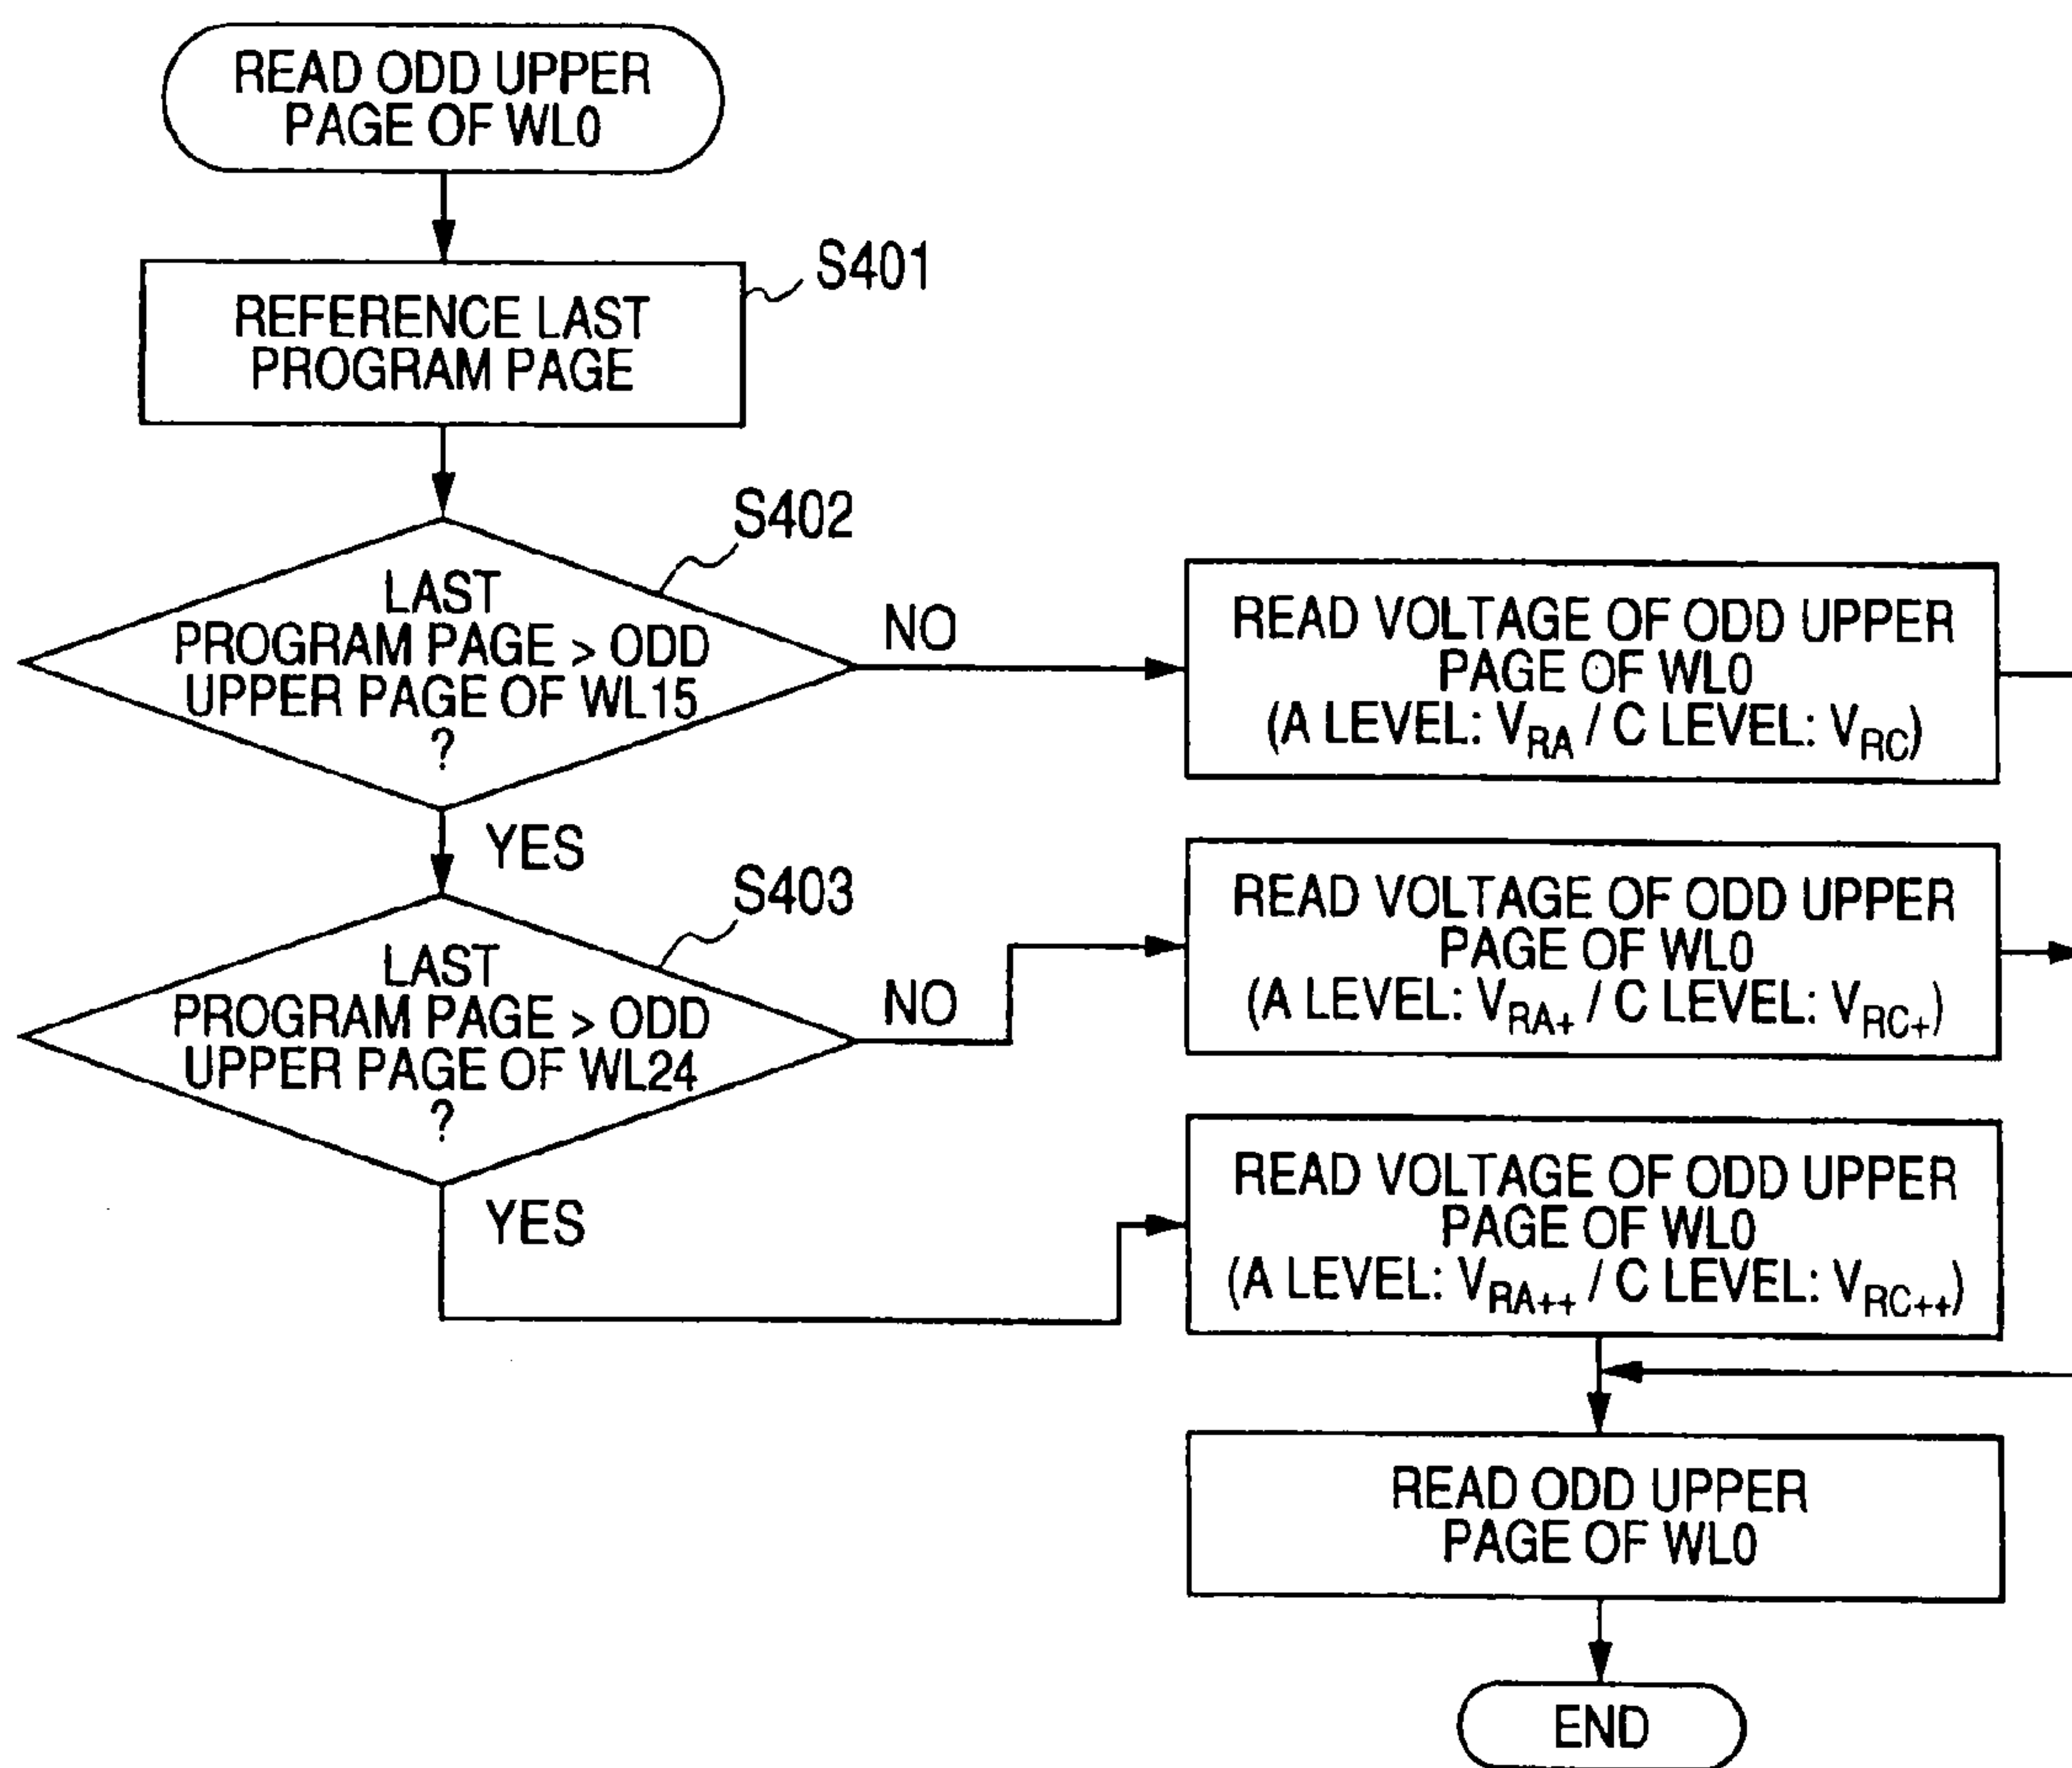 READ ODD UPPER
PAGE OF WL0
S401
REFERENCE LAST
PROGRAM PAGE
S402
LAST
PROGRAM PAGE > ODD
UPPER PAGE OF WL15
?
NO
READ VOLTAGE OF ODD UPPER
PAGE OF WL0
(A LEVEL: VRA / C LEVEL: VRC)
YES
S403
LAST
PROGRAM PAGE > ODD
UPPER PAGE OF WL24
?
NO
READ VOLTAGE OF ODD UPPER
PAGE OF WL0
(A LEVEL: VRA+ / C LEVEL: VRC+)
YES
READ VOLTAGE OF ODD UPPER
PAGE OF WL0
(A LEVEL: VRA++ / C LEVEL: VRC++)
READ ODD UPPER
PAGE OF WL0
END